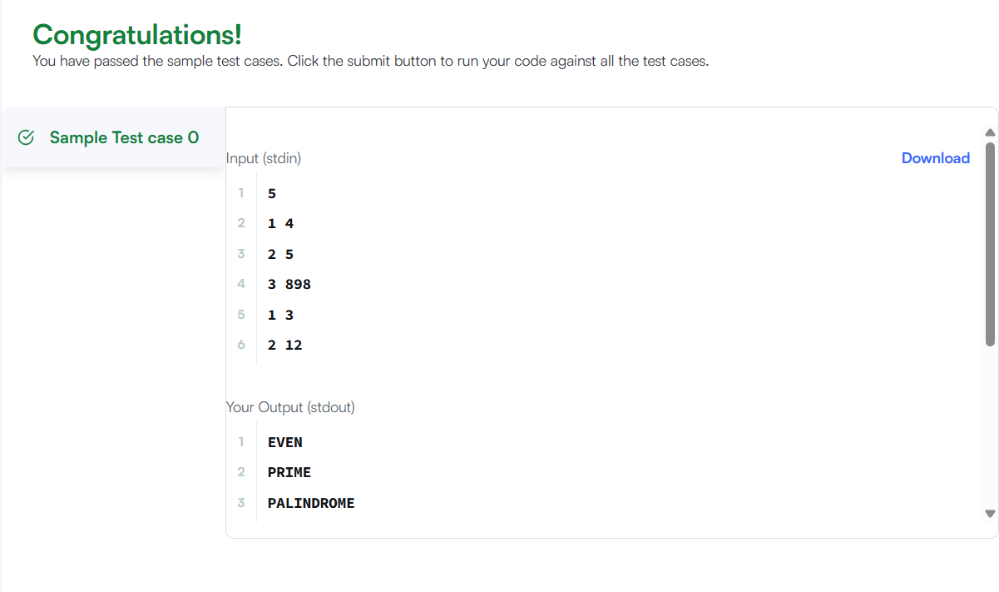 Congratulations!
You have passed the sample test cases. Click the submit button to run your code against all the test cases.
Sample Test case 0
Input (stdin)
Download
1 5
2 1 4
3 2 5
4 3 898
5 1 3
6 2 12
Your Output (stdout)
1 EVEN
2 PRIME
3 PALINDROME